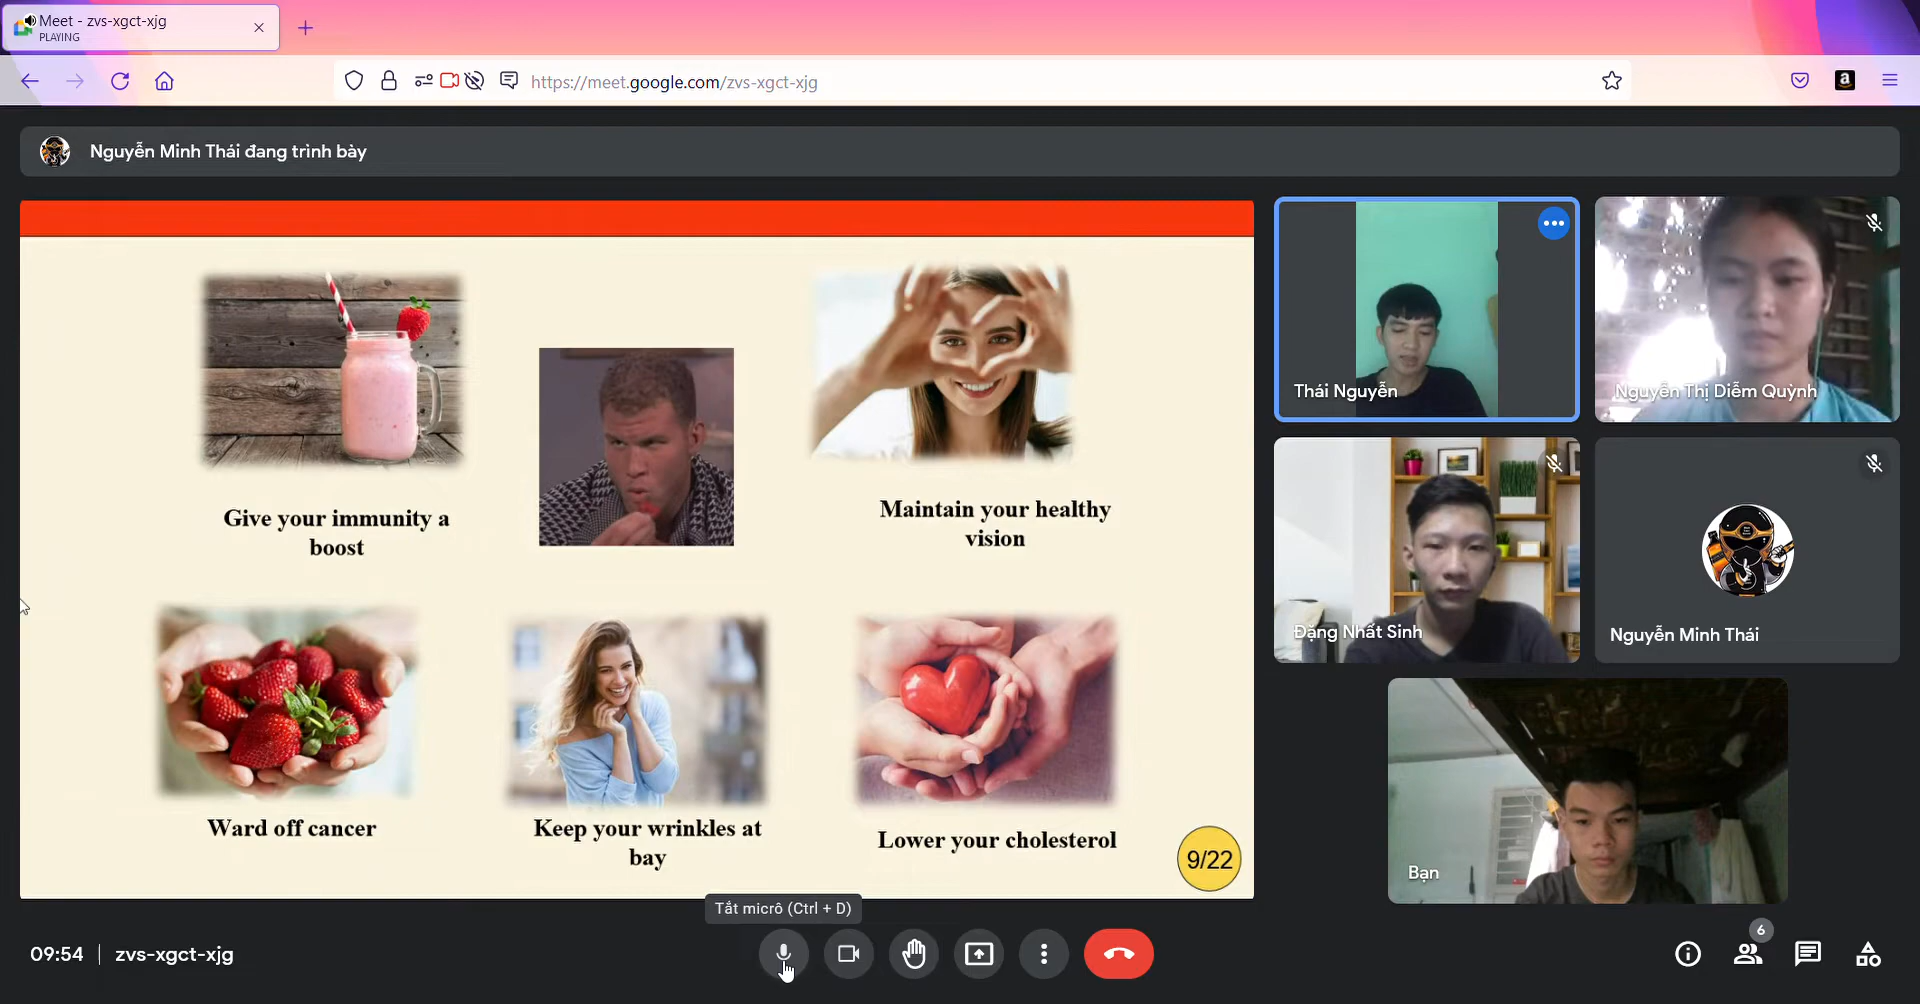 Meet - zvs-xgct-xjg
PLAYING
https://meet.google.com/zvs-xgct-xjg
Nguyễn Minh Thái đang trình bày
Give your immunity a
boost
Maintain your healthy
vision
Ward off cancer
Keep your wrinkles at
bay
Lower your cholesterol
9/22
Thái Nguyễn
Nguyễn Thị Diễm Quỳnh
Đặng Nhất Sinh
Nguyễn Minh Thái
Bạn
Tắt micrô (Ctrl + D)
09:54 | zvs-xgct-xjg
6